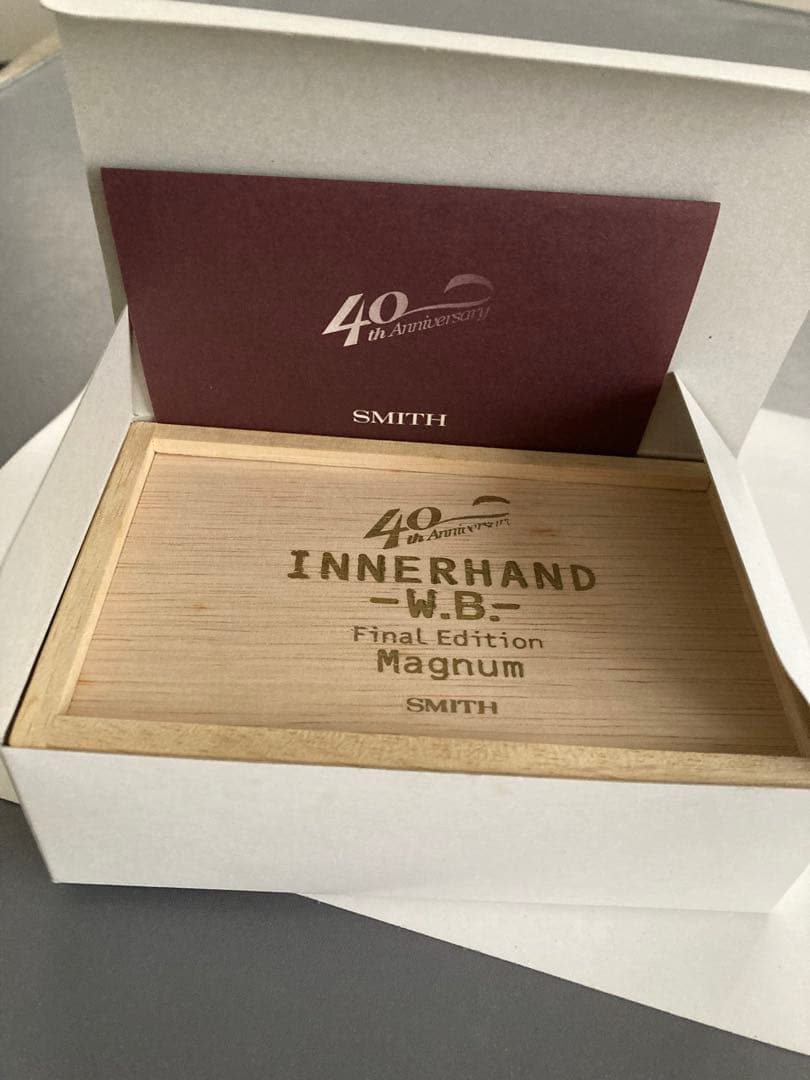 40th Anniversary
SMITH
40th Anniversary
INNERHAND
-W.B.-
Final Edition
Magnum
SMITH